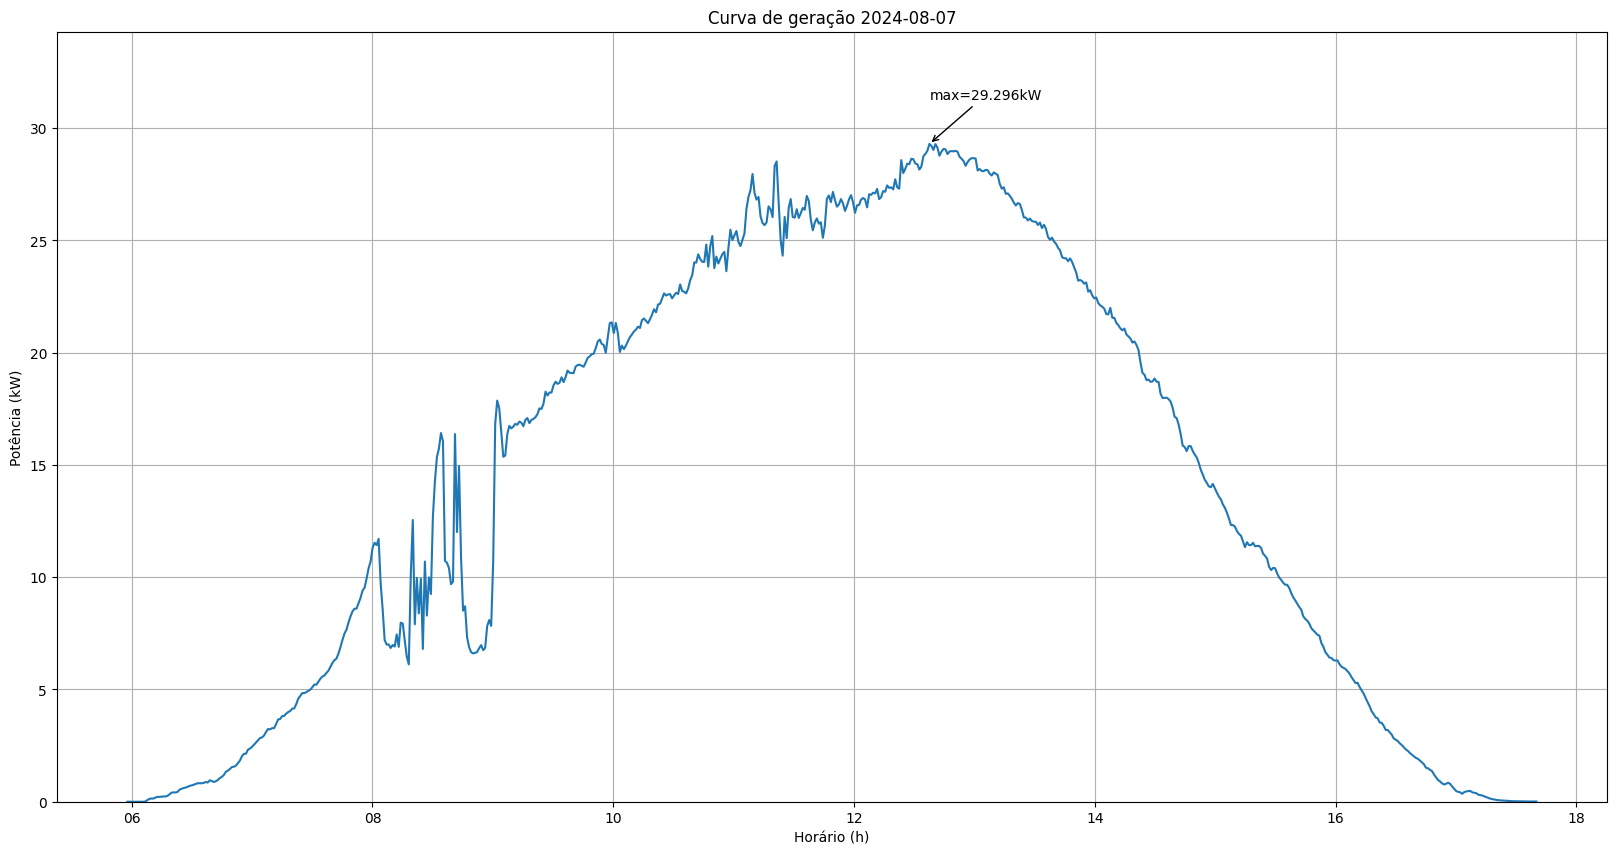 Curva de geração 2024-08-07
max=29.296kW
30
25
20
15
10
5
0
Potência (kW)
06 08 10 12 14 16 18
Horário (h)